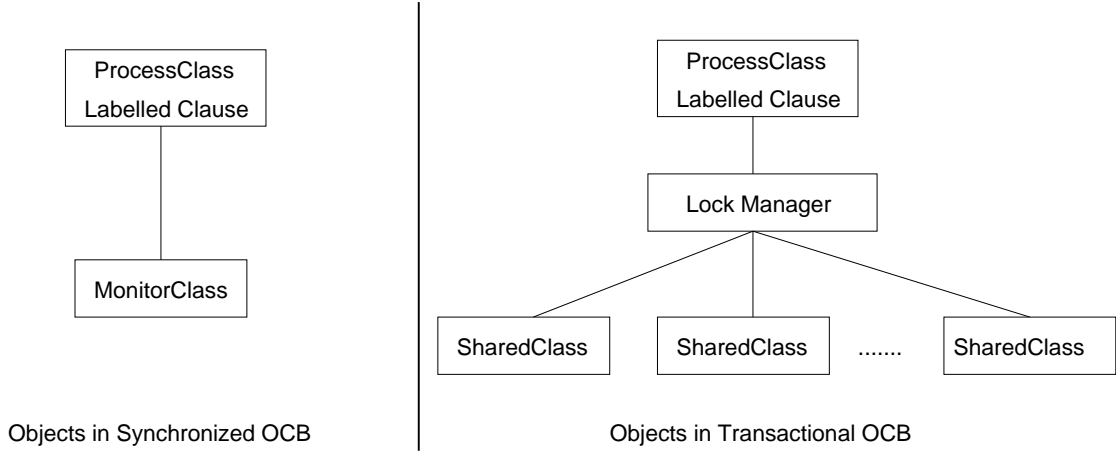 ProcessClass
Labelled Clause
MonitorClass
Objects in Synchronized OCB
ProcessClass
Labelled Clause
Lock Manager
SharedClass
SharedClass
.......
SharedClass
Objects in Transactional OCB